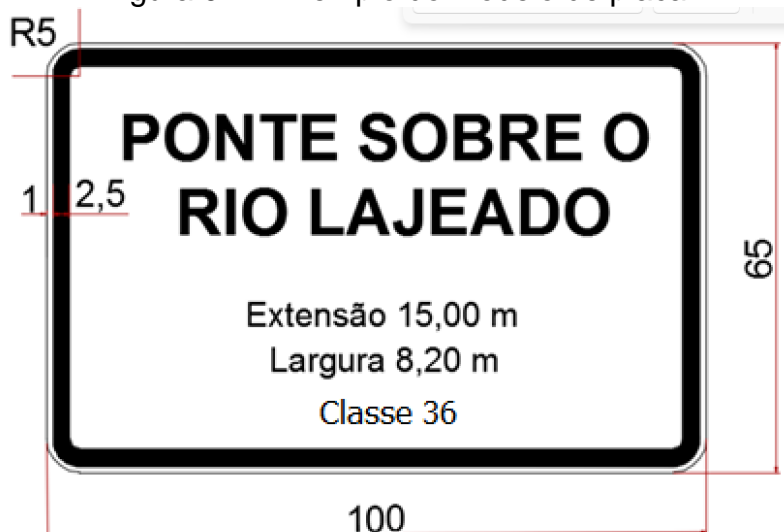 R5
PONTE SOBRE O
RIO LAJEADO
1
2,5
65
Extensão 15,00 m
Largura 8,20 m
Classe 36
100